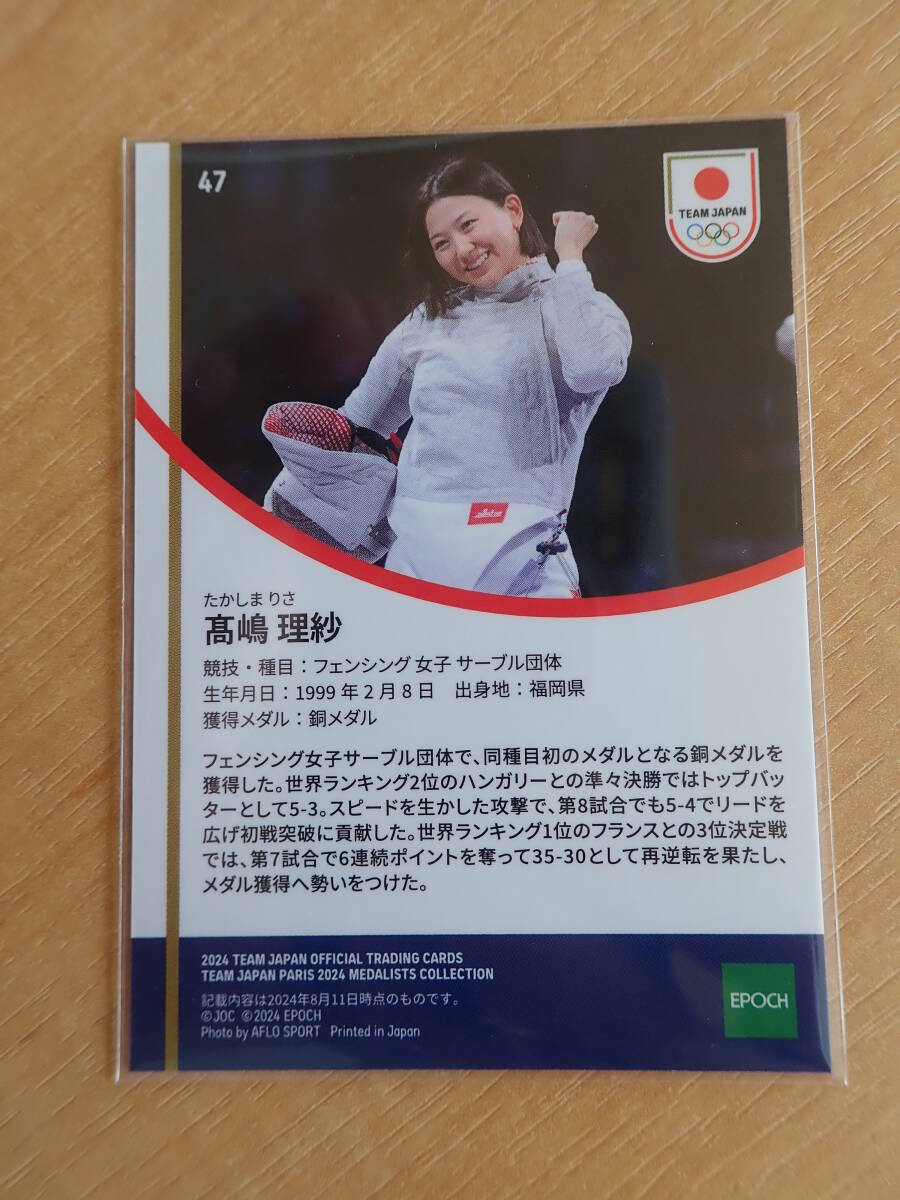 47
TEAM JAPAN
たかしま りさ
髙嶋 理紗
競技・種目：フェンシング 女子 サーブル団体
生年月日：1999 年 2 月 8 日　出身地：福岡県
獲得メダル：銅メダル
フェンシング女子サーブル団体で、同種目初のメダルとなる銅メダルを
獲得した。世界ランキング2位のハンガリーとの準々決勝ではトップバッ
ターとして5-3。スピードを生かした攻撃で、第8試合でも5-4でリードを
広げ初戦突破に貢献した。世界ランキング1位のフランスとの3位決定戦
では、第7試合で6連続ポイントを奪って35-30として再逆転を果たし、
メダル獲得へ勢いをつけた。
2024 TEAM JAPAN OFFICIAL TRADING CARDS
TEAM JAPAN PARIS 2024 MEDALISTS COLLECTION
記載内容は2024年8月11日時点のものです。
©JOC ©2024 EPOCH
Photo by AFLO SPORT Printed in Japan
EPOCH